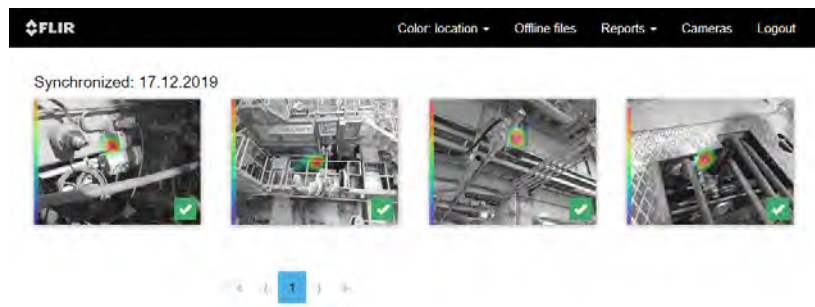 FLIR Color: location Offline files Reports Cameras Logout
Synchronized: 17.12.2019
1